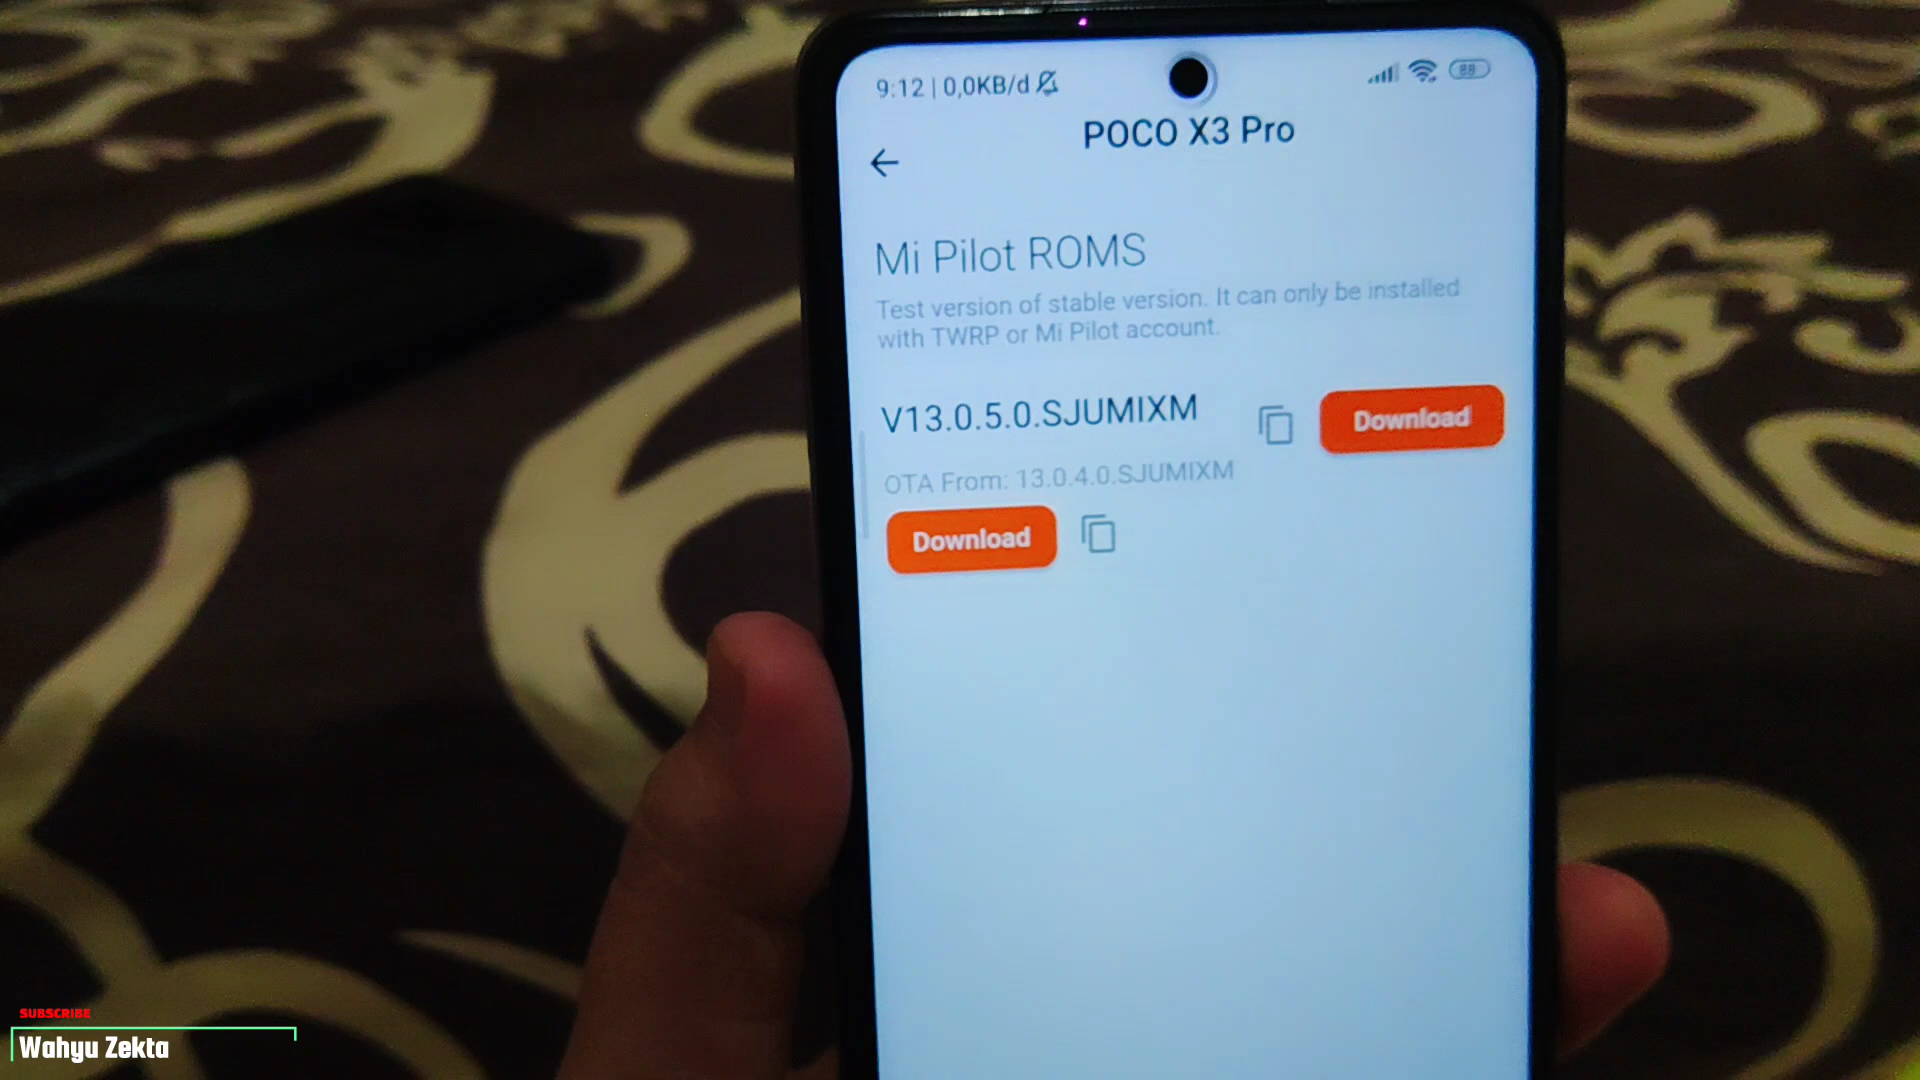 9:12 | 0,0KB/d
88
POCO X3 Pro
Mi Pilot ROMS
Test version of stable version. It can only be installed
with TWRP or Mi Pilot account.
V13.0.5.0.SJUMIXM
Download
OTA From: 13.0.4.0.SJUMIXM
Download
SUBSCRIBE
Wahyu Zekta